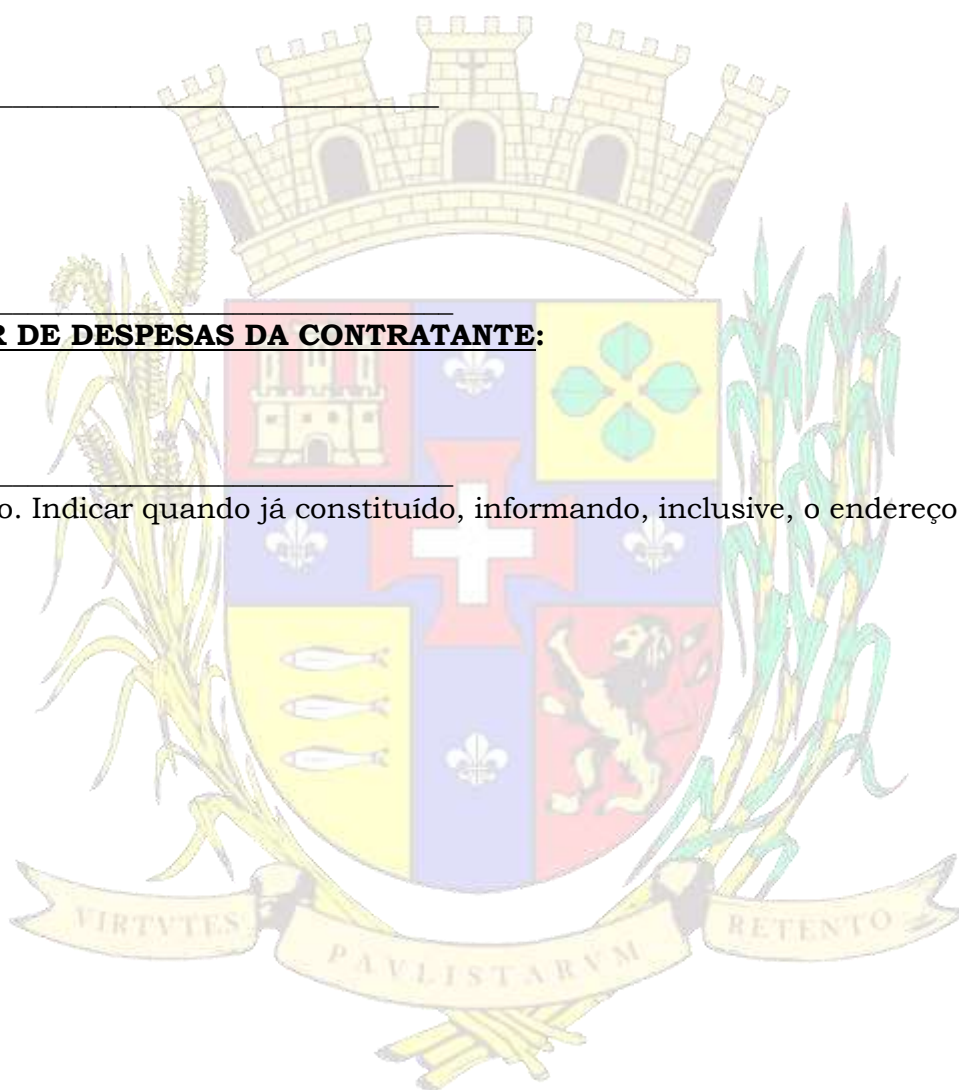 R DE DESPESAS DA CONTRATANTE:
o. Indicar quando já constituído, informando, inclusive, o endereço
VIRTVTES PAVLISTARVM RETENTO